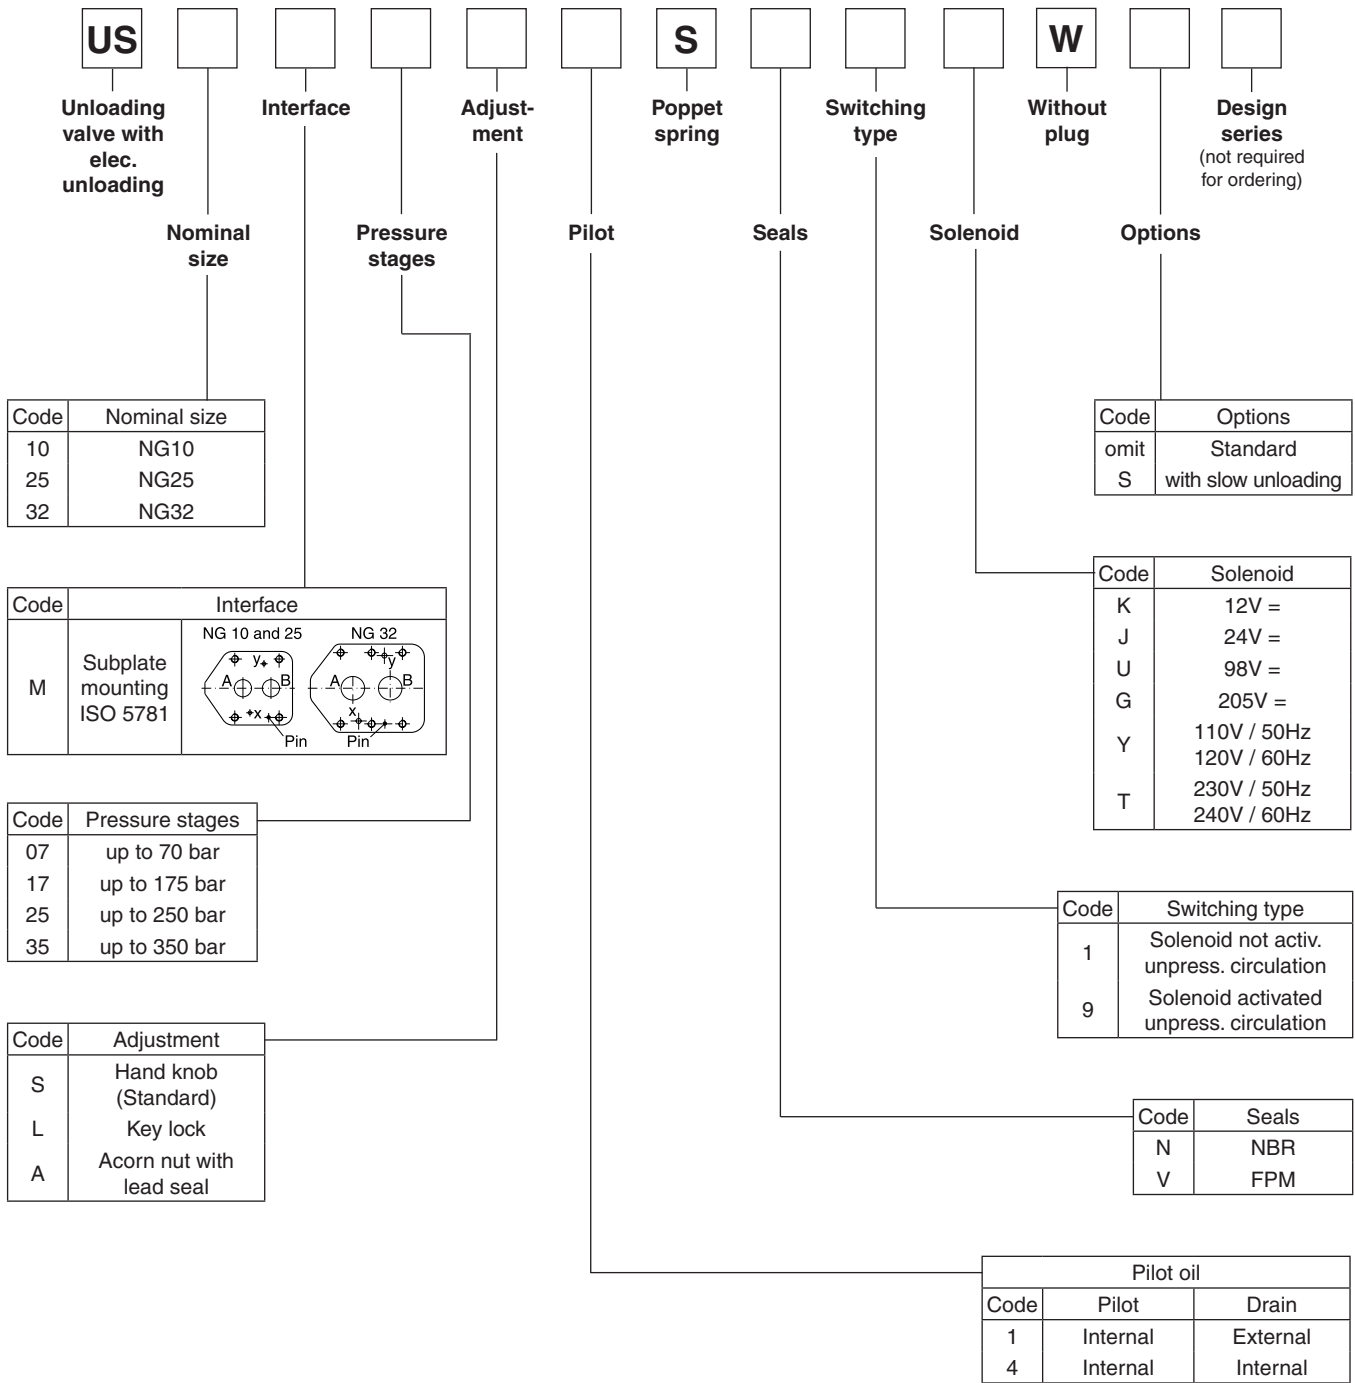 US S W
Unloading
valve with
elec.
unloading
Interface
Adjust-
ment
Poppet
spring
Switching
type
Without
plug
Design
series
(not required
for ordering)
Nominal
size
Pressure
stages
Pilot
Seals
Solenoid
Options
Code Nominal size
10 NG10
25 NG25
32 NG32
Code Options
omit Standard
S with slow unloading
Code Interface
M
Subplate
mounting
ISO 5781
NG 10 and 25
y
A B
x
Pin
NG 32
y
A B
x
Pin
Code Solenoid
K 12V =
J 24V =
U 98V =
G 205V =
Y
110V / 50Hz
120V / 60Hz
T
230V / 50Hz
240V / 60Hz
Code Pressure stages
07 up to 70 bar
17 up to 175 bar
25 up to 250 bar
35 up to 350 bar
Code Switching type
1
Solenoid not activ.
unpress. circulation
9
Solenoid activated
unpress. circulation
Code Adjustment
S
Hand knob
(Standard)
L Key lock
A
Acorn nut with
lead seal
Code Seals
N NBR
V FPM
Pilot oil
Code Pilot Drain
1 Internal External
4 Internal Internal